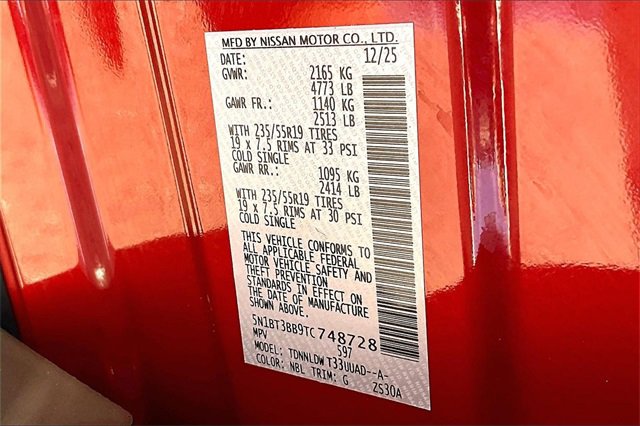 MFD BY NISSAN MOTOR CO., LTD.
DATE: 12/25
GVWR: 2165 KG
4773 LB
GAWR FR.: 1140 KG
2513 LB
WITH 235/55R19 TIRES
19 x 7.5 RIMS AT 33 PSI
COLD SINGLE
GAWR RR.: 1095 KG
2414 LB
WITH 235/55R19 TIRES
19 x 7.5 RIMS AT 30 PSI
COLD SINGLE
THIS VEHICLE CONFORMS TO
ALL APPLICABLE FEDERAL
MOTOR VEHICLE SAFETY AND
THEFT PREVENTION
STANDARDS IN EFFECT ON
THE DATE OF MANUFACTURE
SHOWN ABOVE.
5N1BT3BB9TC748728
MPV 597
MODEL: TDNNLDWT33UUAD--A-
COLOR: NBL TRIM: G 2S30A